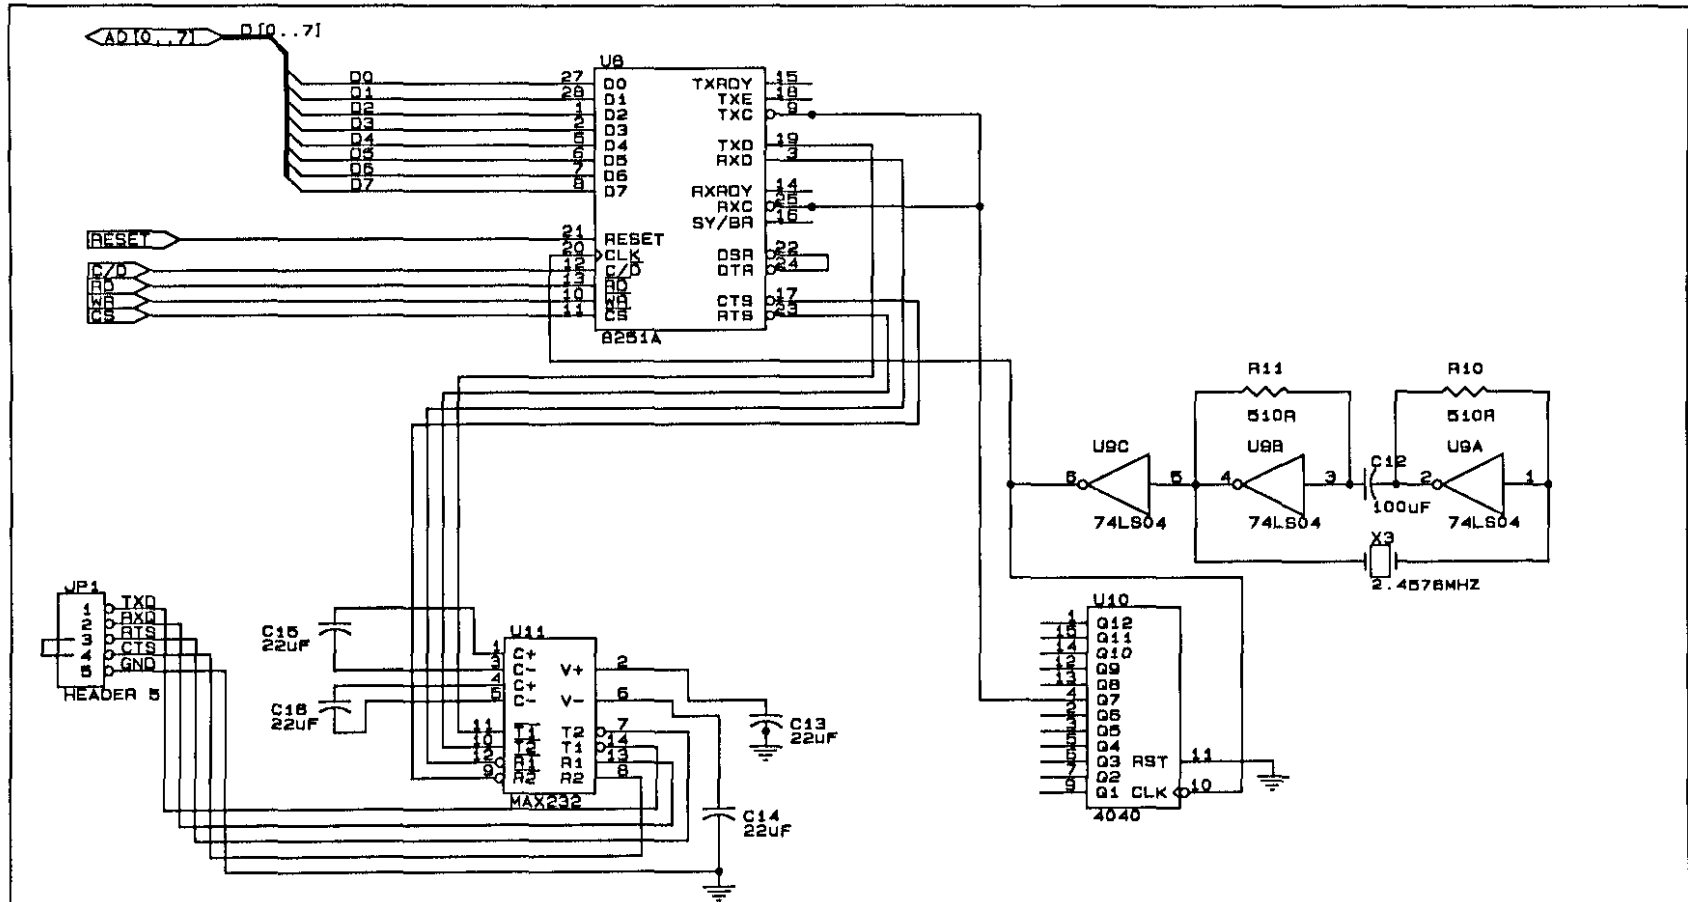 AD[0..7] D[0..7]
U8
D0 27 D0 TXRDY 15
D1 28 D1 TXE 18
D2 1 D2 TXC 9
D3 2 D3
D4 5 D4 TXD 19
D5 6 D5 RXD 3
D6 7 D6
D7 8 D7 RXRDY 14
RXC 25
SY/BR 16
RESET 21 RESET
20 CLK DSR 22
C/D 12 C/D DTR 24
RD 13 RD
WR 10 WR CTS 17
CS 11 CS RTS 23
8251A
R11 R10
510R 510R
U9C U9B U9A
C12
6 5 4 3 2 1
100uF
74LS04 74LS04 74LS04
X3
2.4576MHZ
JP1
1 TXD
2 RXD
3 RTS
4 CTS
5 GND
HEADER 5
C15
22UF
C16
22UF
U11
1 C+
3 C- V+ 2
4 C+
5 C- V- 6
11 T1 T2 7
10 T2 T1 14
12 R1 R1 13
9 R2 R2 8
MAX232
C13
22UF
C14
22UF
U10
1 Q12
15 Q11
14 Q10
12 Q9
13 Q8
4 Q7
2 Q6
3 Q5
5 Q4
6 Q3 RST 11
7 Q2
9 Q1 CLK 10
4040